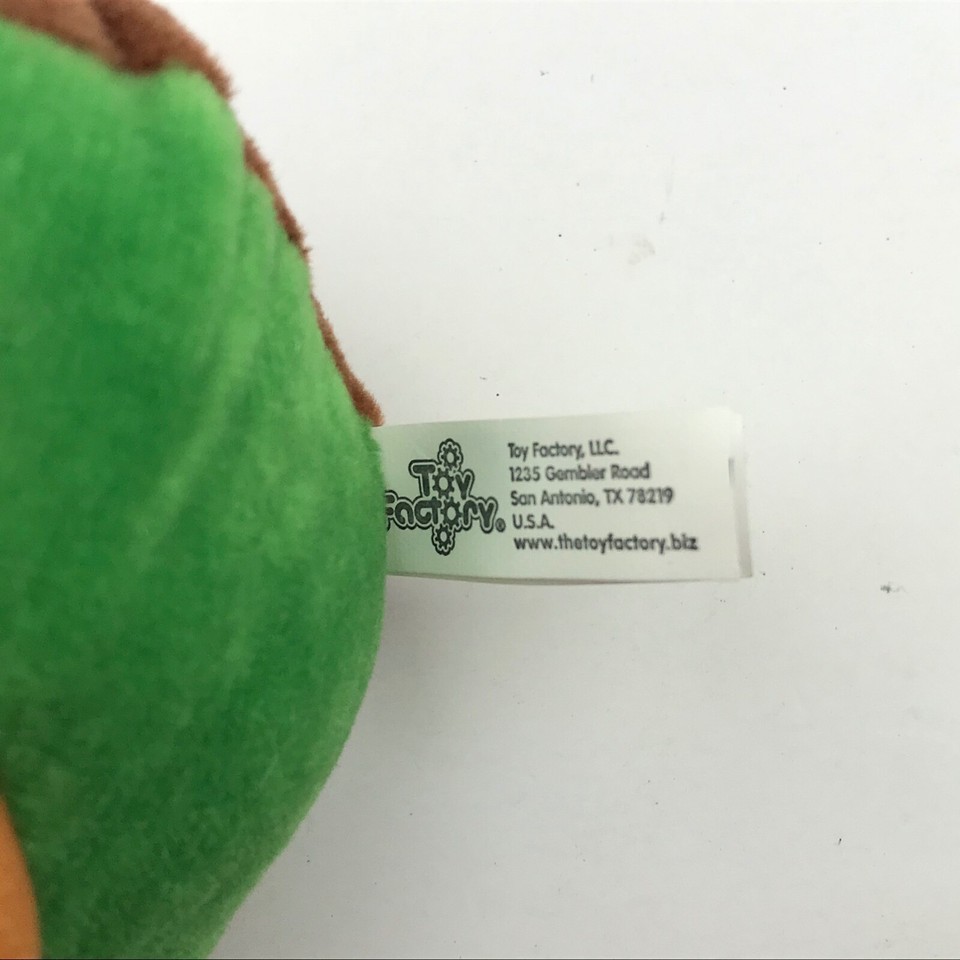 Toy
Factory®
Toy Factory, LLC.
1235 Gembler Road
San Antonio, TX 78219
U.S.A.
www.thetoyfactory.biz